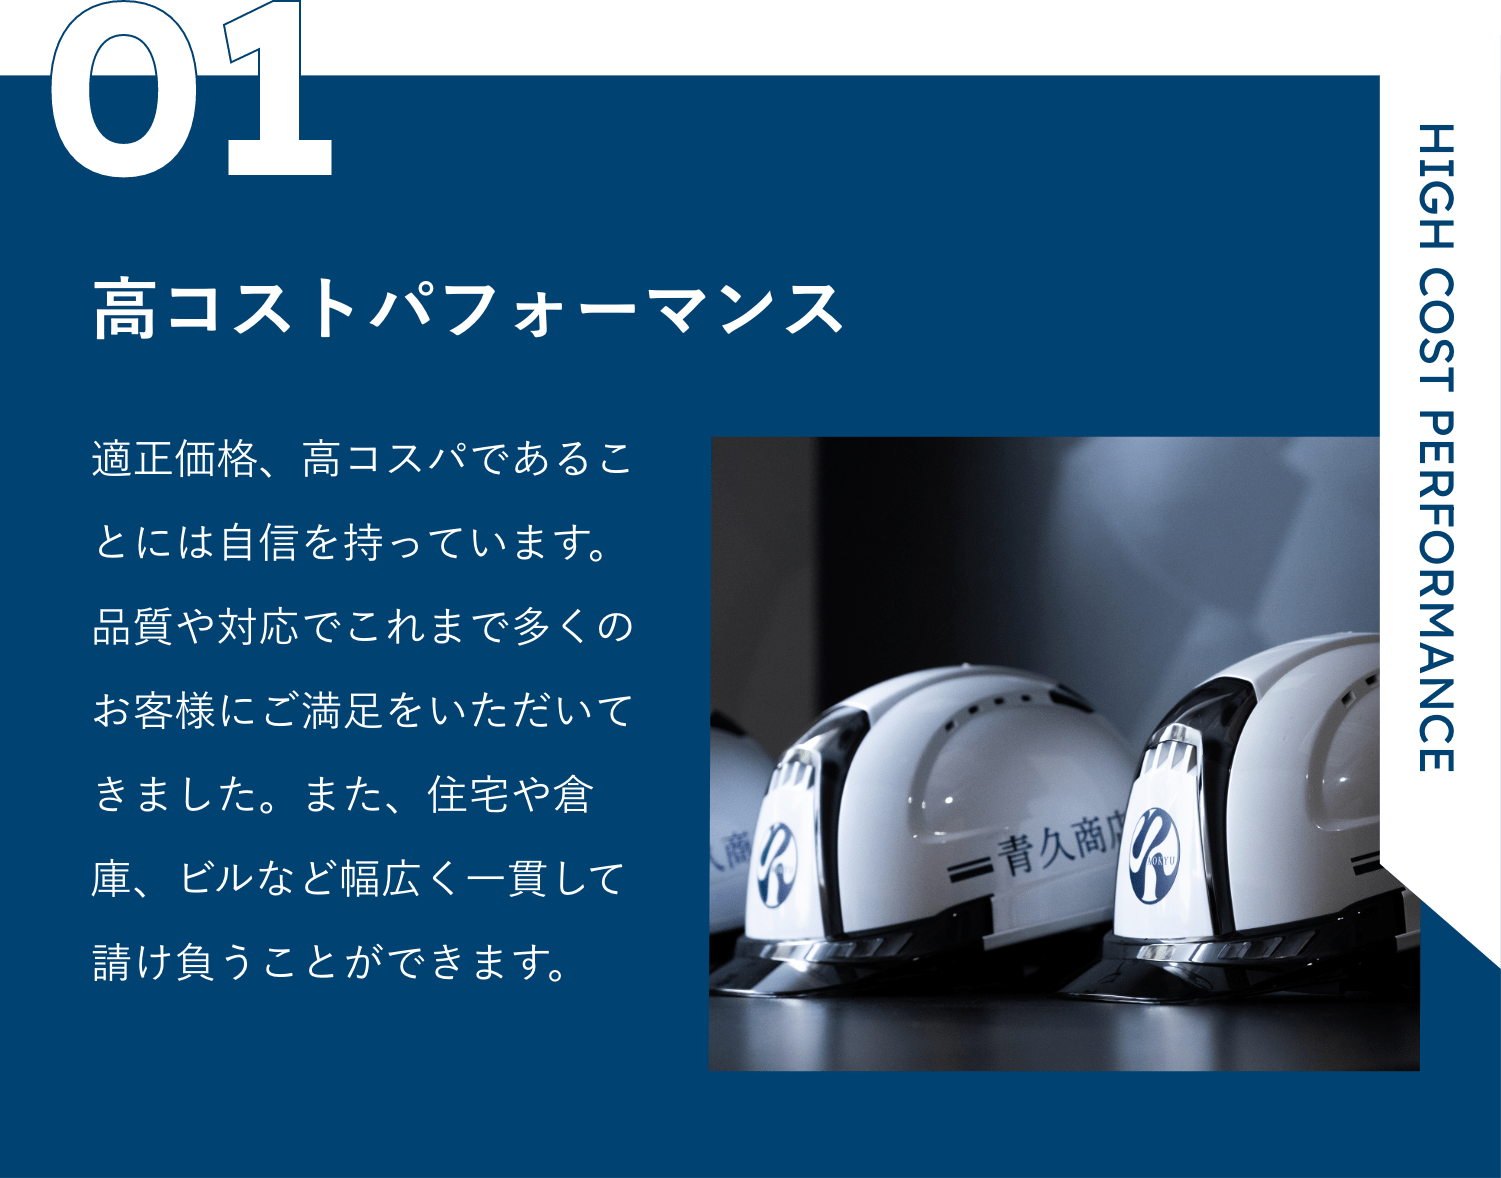 01
高コストパフォーマンス
適正価格、高コスパであるこ
とには自信を持っています。
品質や対応でこれまで多くの
お客様にご満足をいただいて
きました。また、住宅や倉
庫、ビルなど幅広く一貫して
請け負うことができます。
HIGH COST PERFORMANCE
久商
青久商店
AOKYU